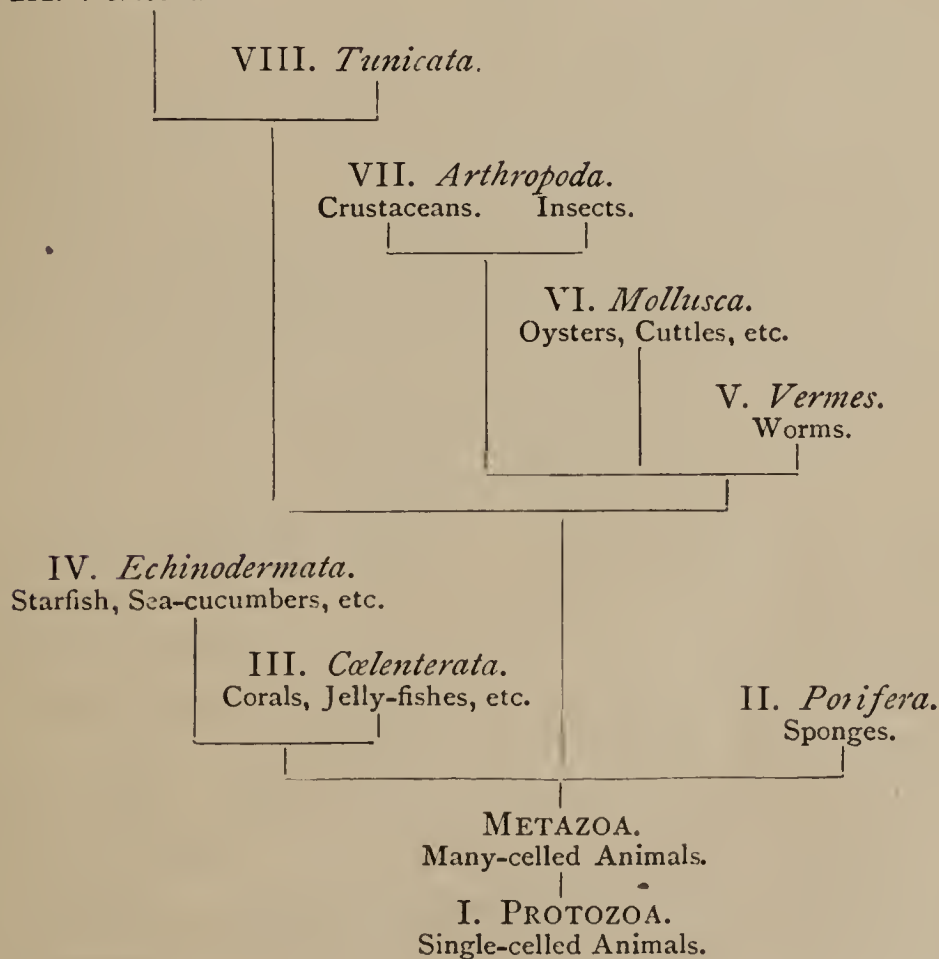 VIII. Tunicata.
VII. Arthropoda.
Crustaceans. Insects.
VI. Mollusca.
Oysters, Cuttles, etc.
V. Vermes.
Worms.
IV. Echinodermata.
Starfish, Sea-cucumbers, etc.
III. Cœlenterata.
Corals, Jelly-fishes, etc.
II. Porifera.
Sponges.
METAZOA.
Many-celled Animals.
I. PROTOZOA.
Single-celled Animals.